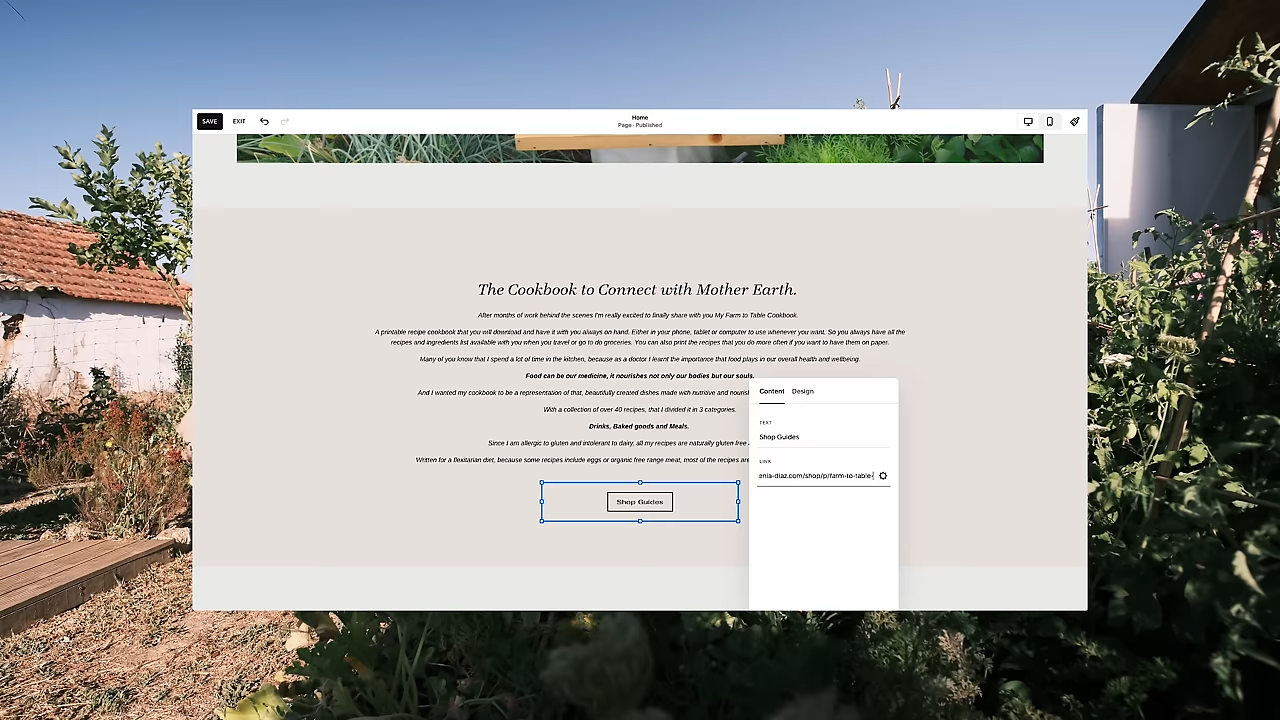 SAVE
EXIT
Home
Page · Published
The Cookbook to Connect with Mother Earth.
After months of work behind the scenes I'm really excited to finally share with you My Farm to Table Cookbook.
A printable recipe cookbook that you will download and have it with you always on hand. Either in your phone, tablet or computer to use whenever you want. So you always have all the
recipes and ingredients list available with you when you travel or go to do groceries. You can also print the recipes that you do more often if you want to have them on paper.
Many of you know that I spend a lot of time in the kitchen, because as a doctor I learnt the importance that food plays in our overall health and wellbeing.
Food can be our medicine, it nourishes not only our bodies but our souls.
And I wanted my cookbook to be a representation of that, beautifully created dishes made with nutritive and
With a collection of over 40 recipes, that I divided it in 3 categories.
Drinks, Baked goods and Meals.
Since I am allergic to gluten and intolerant to dairy, all my recipes are naturally gluten free
Written for a flexitarian diet, because some recipes include eggs or organic free range meat, most of the recipes are
Shop Guides
Content Design
TEXT
Shop Guides
LINK
enia-diaz.com/shop/p/farm-to-table-